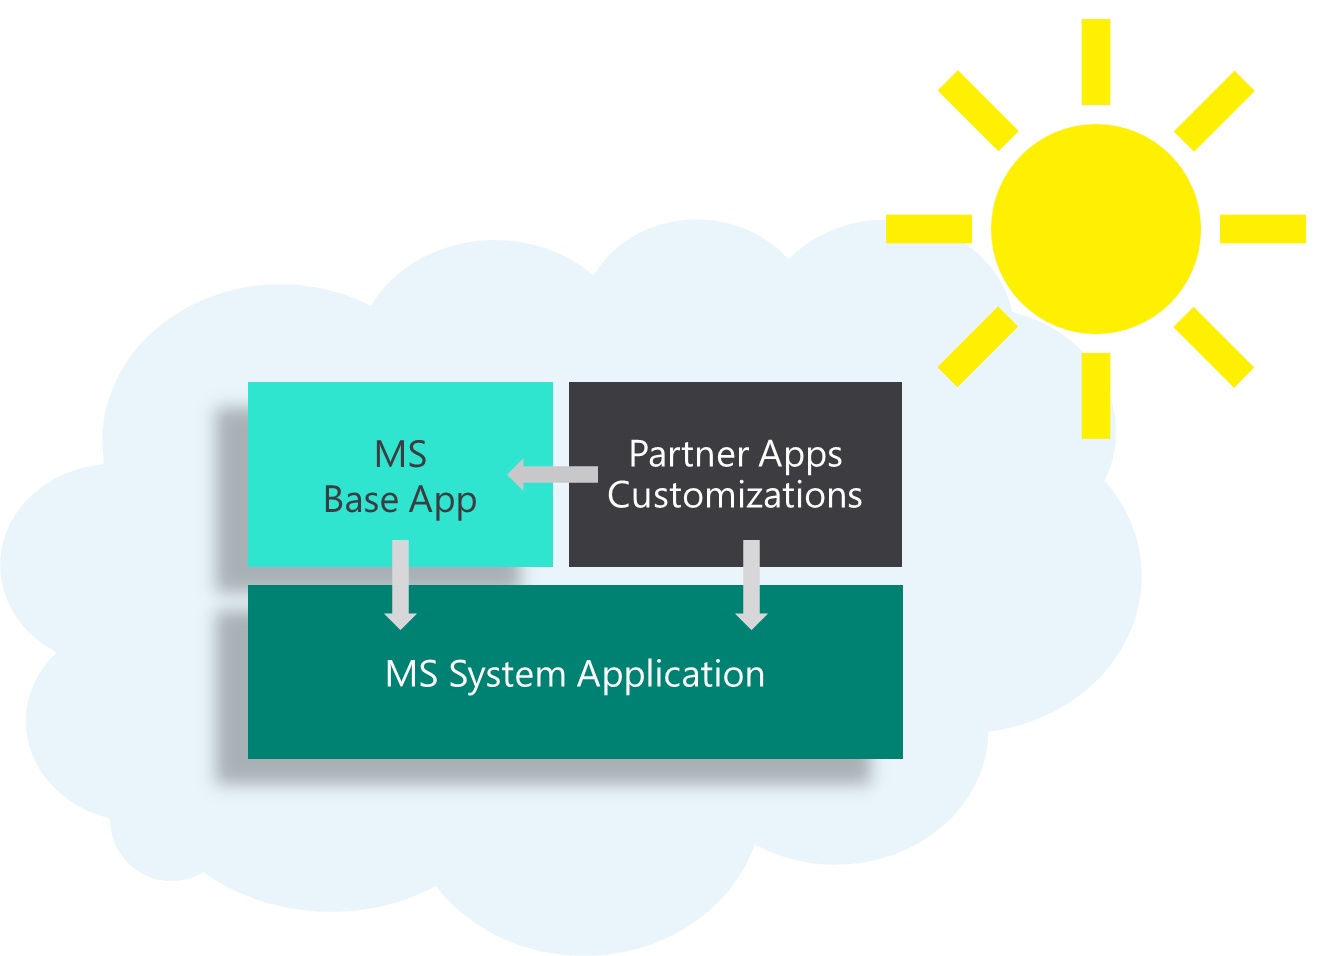 MS
Base App
Partner Apps
Customizations
MS System Application